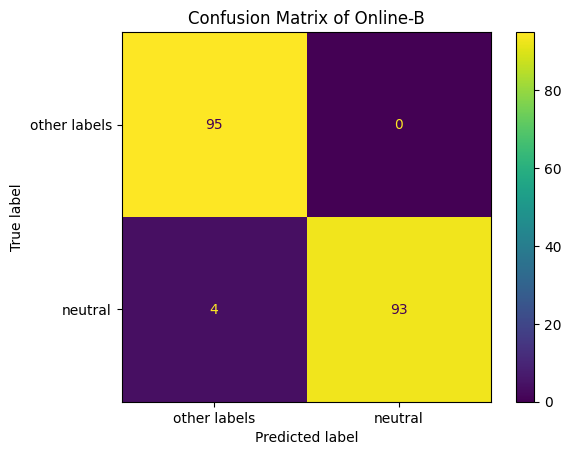 Confusion Matrix of Online-B
True label
other labels
neutral
95
0
4
93
other labels
neutral
Predicted label
80
60
40
20
0